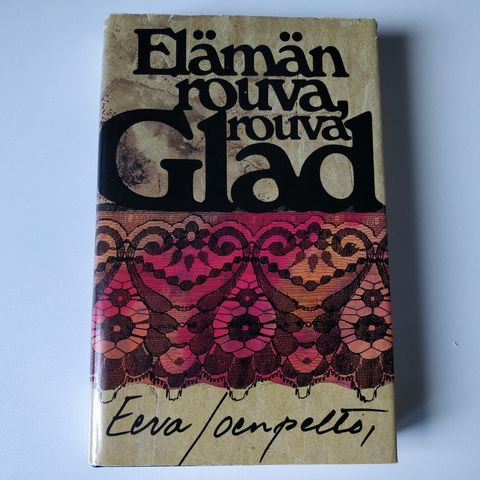 Elämän
rouva,
rouva
Glad
Eeva Joenpelto,